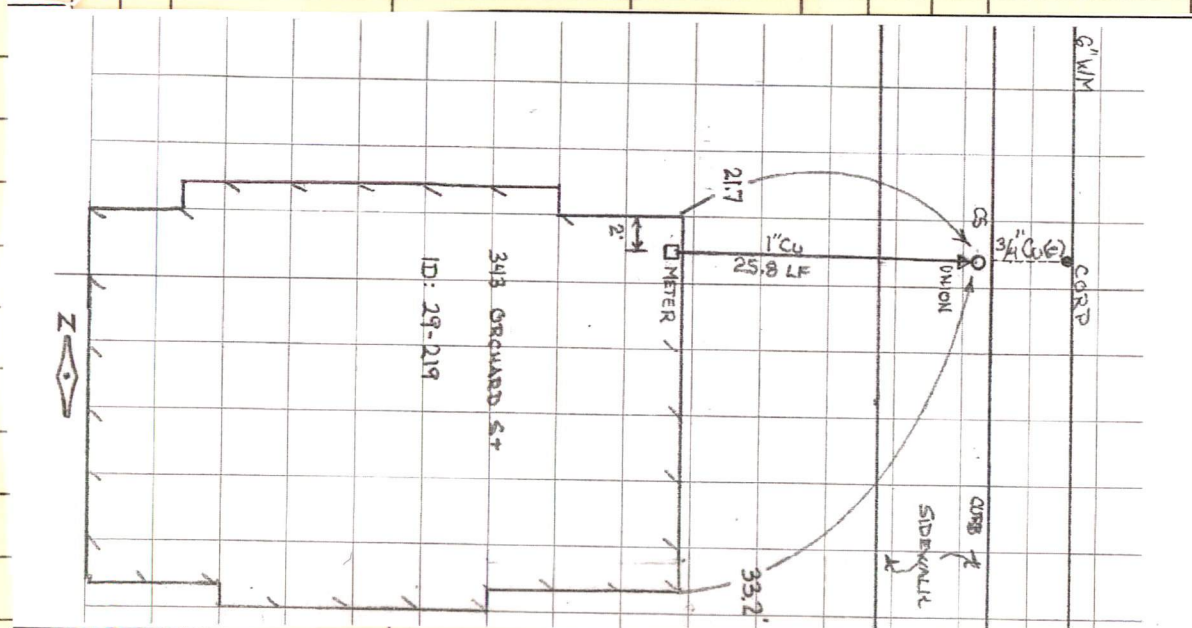 6" WM
21.7
CS
3/4" Cu(E)
CORP
1" Cu
25.8 LF
UNION
2'
METER
343 ORCHARD ST
ID: 29-219
N
CURB
SIDEWALK
33.2'